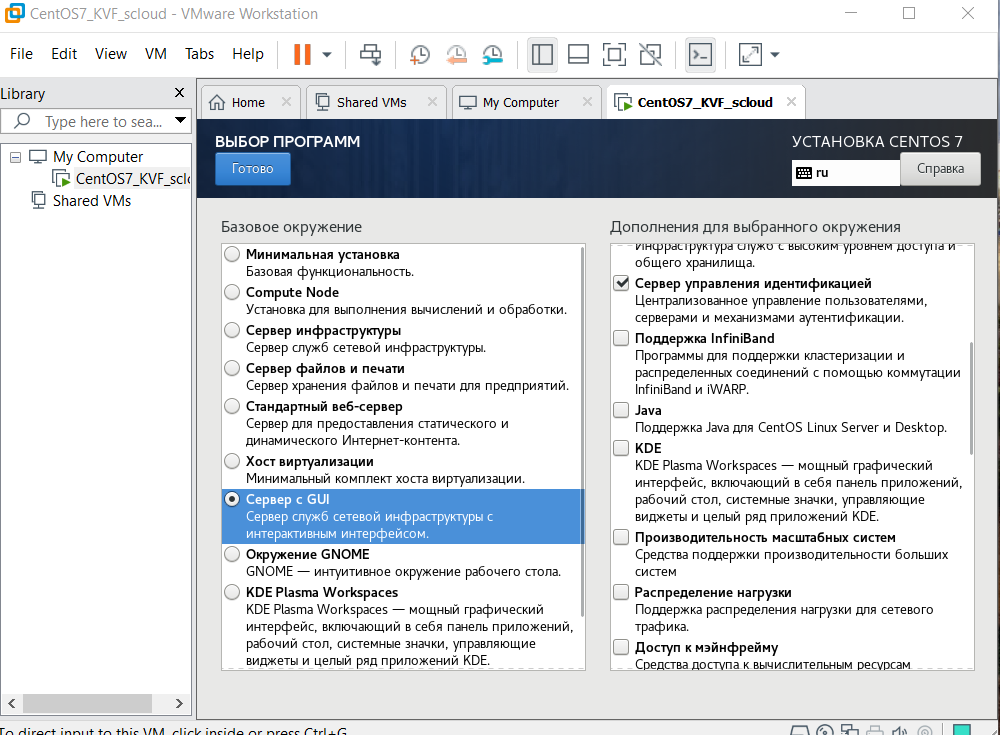 CentOS7_KVF_scloud - VMware Workstation
File Edit View VM Tabs Help
Library
Type here to sea...
My Computer
CentOS7_KVF_scl
Shared VMs
Home
Shared VMs
My Computer
CentOS7_KVF_scloud
ВЫБОР ПРОГРАММ
Готово
УСТАНОВКА CENTOS 7
ru
Справка
Базовое окружение
Минимальная установка
Базовая функциональность.
Compute Node
Установка для выполнения вычислений и обработки.
Сервер инфраструктуры
Сервер служб сетевой инфраструктуры.
Сервер файлов и печати
Сервер хранения файлов и печати для предприятий.
Стандартный веб-сервер
Сервер для предоставления статического и
динамического Интернет-контента.
Хост виртуализации
Минимальный комплект хоста виртуализации.
Сервер с GUI
Сервер служб сетевой инфраструктуры с
интерактивным интерфейсом.
Окружение GNOME
GNOME — интуитивное окружение рабочего стола.
KDE Plasma Workspaces
KDE Plasma Workspaces — мощный графический
интерфейс, включающий в себя панель приложений,
рабочий стол, системные значки, управляющие
виджеты и целый ряд приложений KDE.
Дополнения для выбранного окружения
Инфраструктура служб с высоким уровнем доступа и
общего хранилища.
Сервер управления идентификацией
Централизованное управление пользователями,
серверами и механизмами аутентификации.
Поддержка InfiniBand
Программы для поддержки кластеризации и
распределенных соединений с помощью коммутации
InfiniBand и iWARP.
Java
Поддержка Java для CentOS Linux Server и Desktop.
KDE
KDE Plasma Workspaces — мощный графический
интерфейс, включающий в себя панель приложений,
рабочий стол, системные значки, управляющие
виджеты и целый ряд приложений KDE.
Производительность масштабных систем
Средства поддержки производительности больших
систем
Распределение нагрузки
Поддержка распределения нагрузки для сетевого
трафика.
Доступ к мэйнфрейму
Средства доступа к вычислительным ресурсам
To direct input to this VM, click inside or press Ctrl+G.